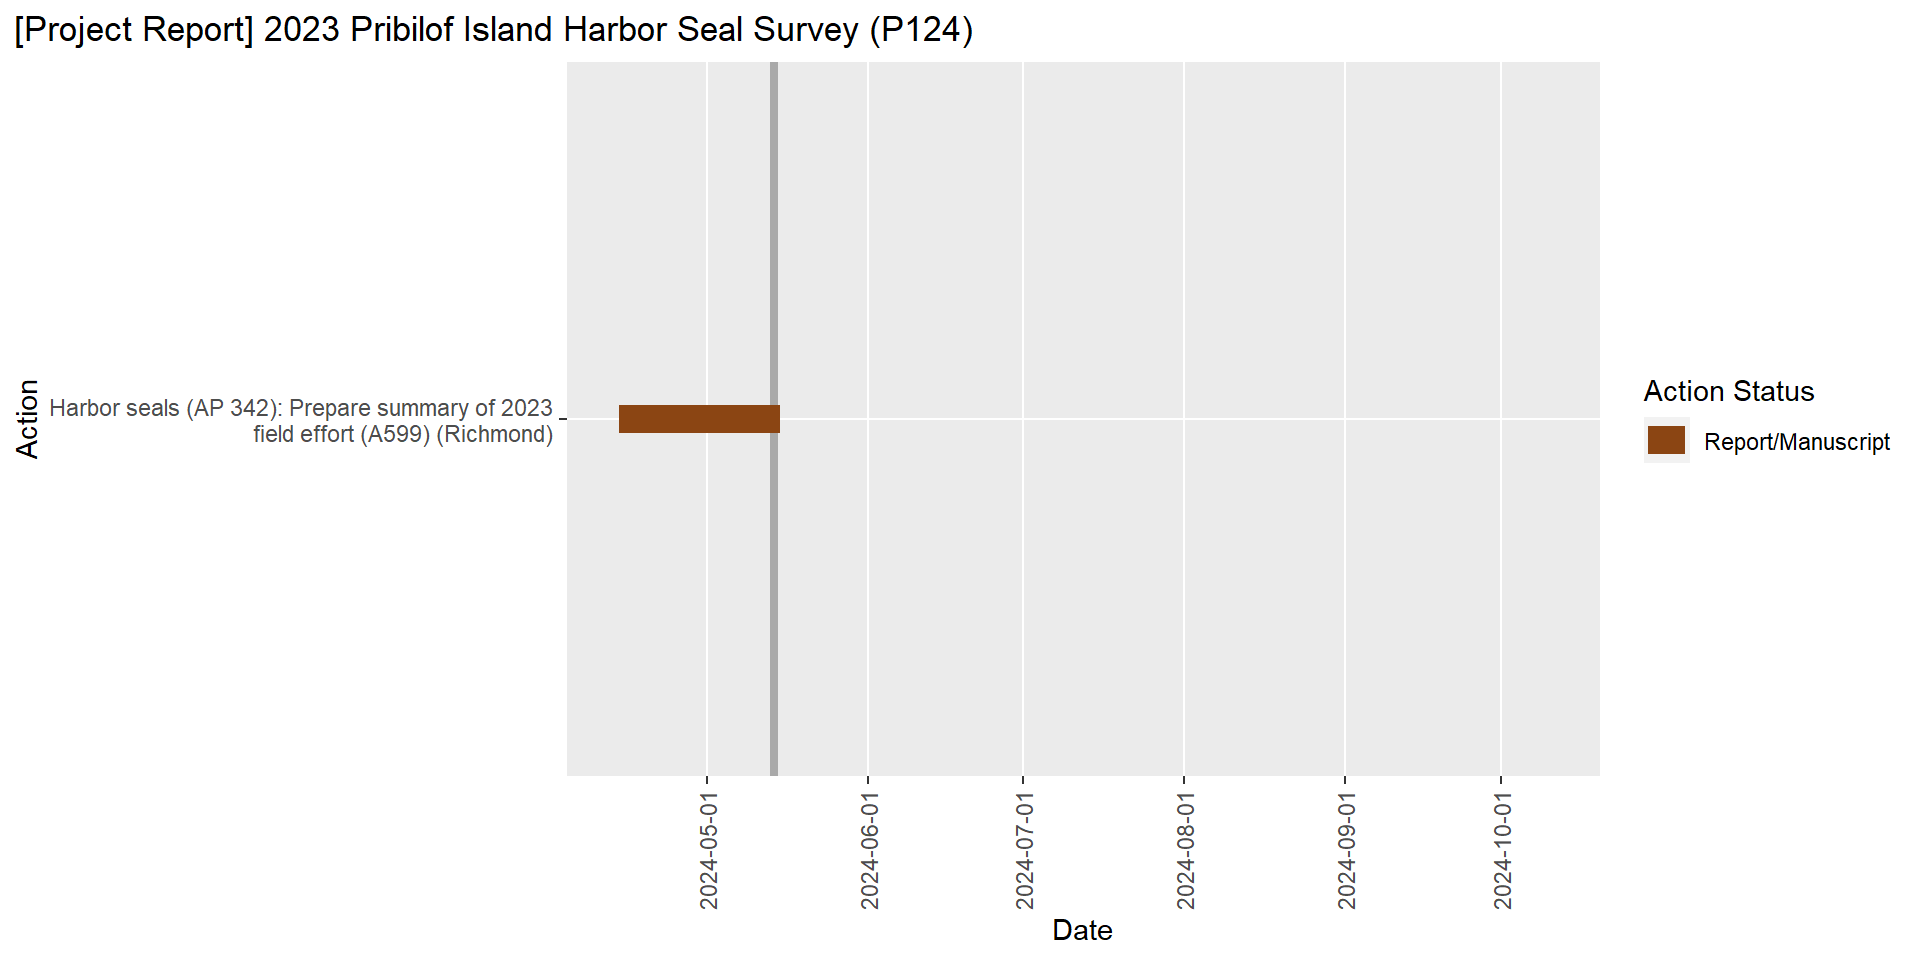 [Project Report] 2023 Pribilof Island Harbor Seal Survey (P124)
Action
Harbor seals (AP 342): Prepare summary of 2023
field effort (A599) (Richmond)
2024-05-01
2024-06-01
2024-07-01
2024-08-01
2024-09-01
2024-10-01
Date
Action Status
Report/Manuscript